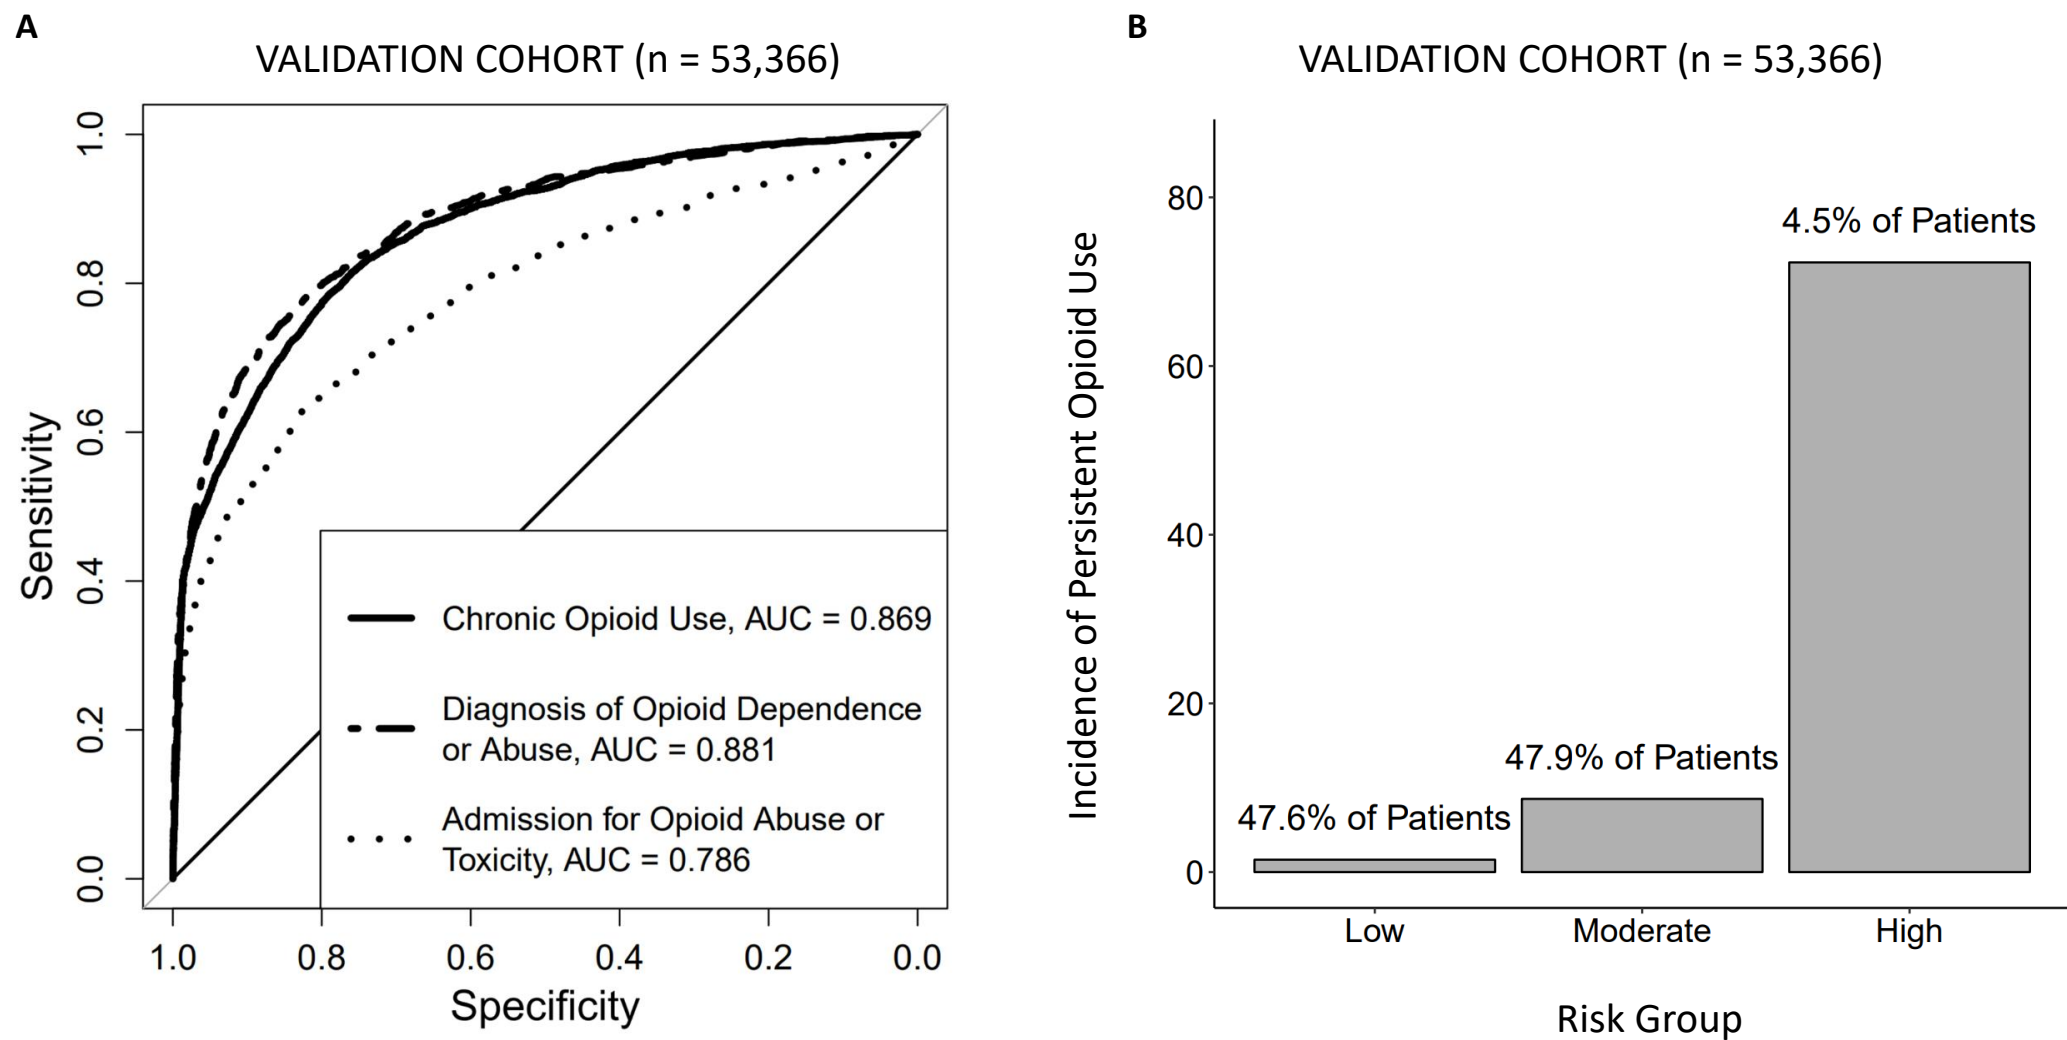 A
VALIDATION COHORT (n = 53,366)
Sensitivity
1.0
0.8
0.6
0.4
0.2
0.0
Chronic Opioid Use, AUC = 0.869
Diagnosis of Opioid Dependence
or Abuse, AUC = 0.881
Admission for Opioid Abuse or
Toxicity, AUC = 0.786
1.0 0.8 0.6 0.4 0.2 0.0
Specificity
B
VALIDATION COHORT (n = 53,366)
Incidence of Persistent Opioid Use
80
60
40
20
0
4.5% of Patients
47.9% of Patients
47.6% of Patients
Low Moderate High
Risk Group